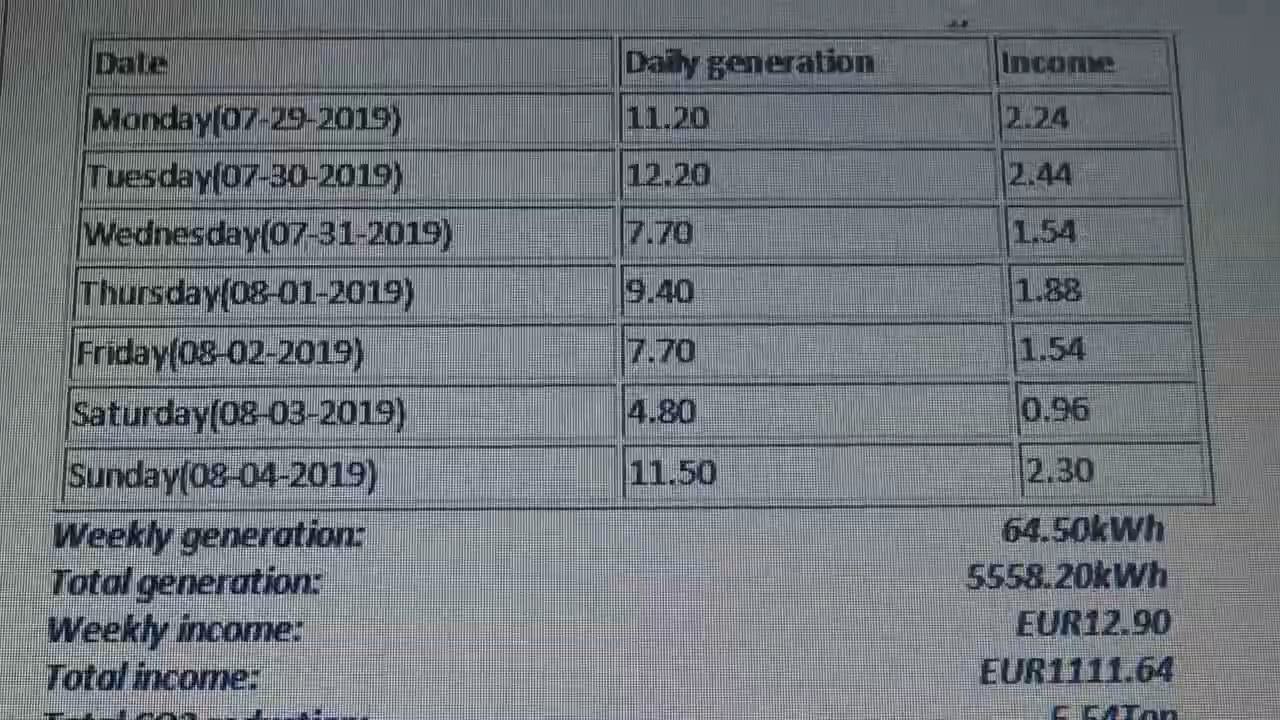 Date Daily generation Income
Monday(07-29-2019) 11.20 2.24
Tuesday(07-30-2019) 12.20 2.44
Wednesday(07-31-2019) 7.70 1.54
Thursday(08-01-2019) 9.40 1.88
Friday(08-02-2019) 7.70 1.54
Saturday(08-03-2019) 4.80 0.96
Sunday(08-04-2019) 11.50 2.30
Weekly generation: 64.50kWh
Total generation: 5558.20kWh
Weekly income: EUR12.90
Total income: EUR1111.64
Total CO2 reduction: